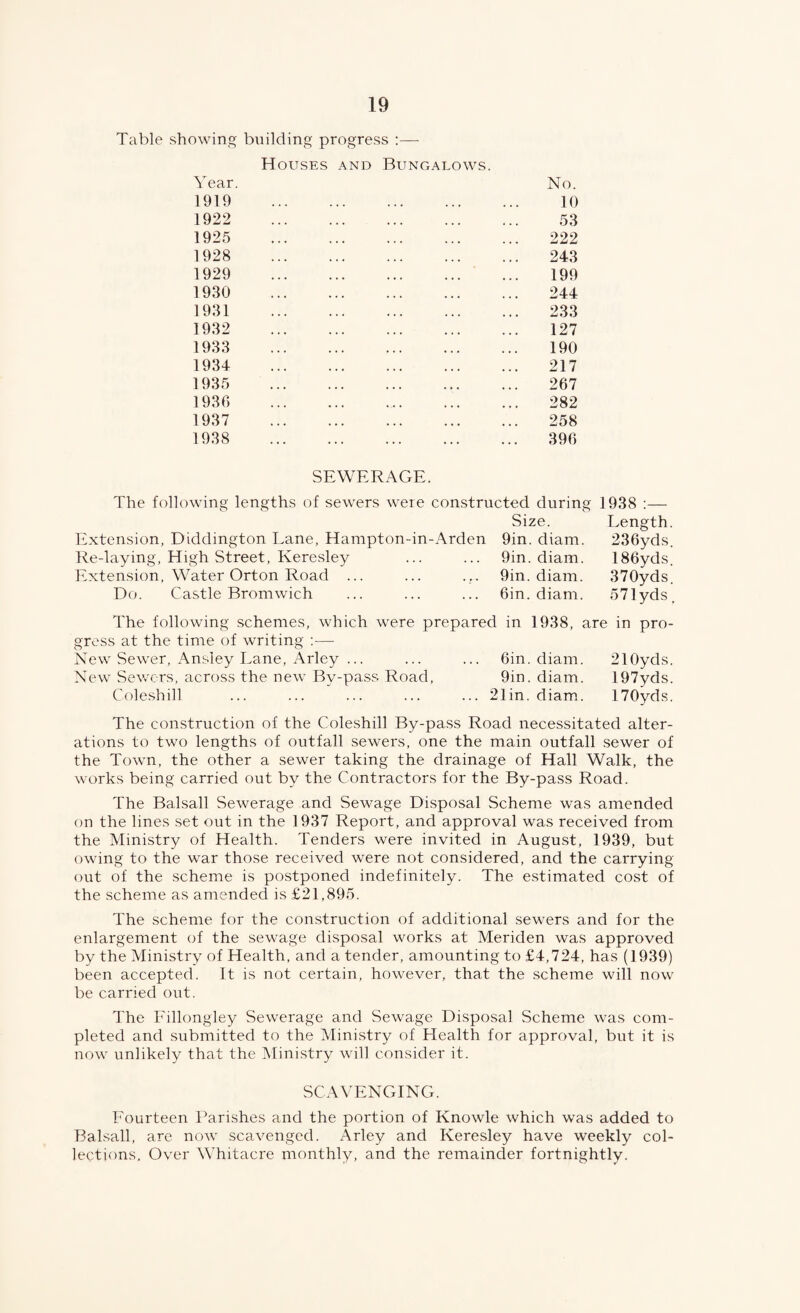 19
Table showing building progress :—
Houses and Bungalows.
Year. No.
1919 ... ... ... ... ... 10
1922 ... ... ... ... ... 53
1925 ... ... ... ... ... 222
1928 ... ... ... ... ... 243
1929 ... ... ... ... ... 199
1930 ... ... ... ... ... 244
1931 ... ... ... ... ... 233
1932 ... ... ... ... ... 127
1933 ... ... ... ... ... 190
1934 ... ... ... ... ... 217
1935 ... ... ... ... ... 267
1936 ... ... ... ... ... 282
1937 ... ... ... ... ... 258
1938 ... ... ... ... ... 396
SEWERAGE.
The following lengths of sewers were constructed during 1938 :—
Size. Length.
Extension, Diddington Lane, Hampton-in-Arden 9in. diam. 236yds.
Re-laying, High Street, Keresley ... ... 9in. diam. 186yds.
Extension, Water Orton Road ... ... ... 9in. diam. 370yds.
Do. Castle Bromwich ... ... ... 6in. diam. 571yds.
The following schemes, which were prepared in 1938, are in pro-
gress at the time of writing :—
New Sewer, Ansley Lane, Arley ... ... ... 6in. diam. 210yds.
New Sewers, across the new By-pass Road, 9in. diam. 197yds.
Coleshill ... ... ... ... ... 21in. diam. 170yds.
The construction of the Coleshill By-pass Road necessitated alter-
ations to two lengths of outfall sewers, one the main outfall sewer of
the Town, the other a sewer taking the drainage of Hall Walk, the
works being carried out by the Contractors for the By-pass Road.
The Balsall Sewerage and Sewage Disposal Scheme was amended
on the lines set out in the 1937 Report, and approval was received from
the Ministry of Health. Tenders were invited in August, 1939, but
owing to the war those received were not considered, and the carrying
out of the scheme is postponed indefinitely. The estimated cost of
the scheme as amended is £21,895.
The scheme for the construction of additional sewers and for the
enlargement of the sewage disposal works at Meriden was approved
by the Ministry of Health, and a tender, amounting to £4,724, has (1939)
been accepted. It is not certain, however, that the scheme will now
be carried out.
The Fillongley Sewerage and Sewage Disposal Scheme was com-
pleted and submitted to the Ministry of Health for approval, but it is
now unlikely that the Ministry will consider it.
SCAVENGING.
Fourteen Parishes and the portion of Knowle which was added to
Balsall, are now scavenged. Arley and Keresley have weekly col-
lections, Over Whitacre monthly, and the remainder fortnightly.